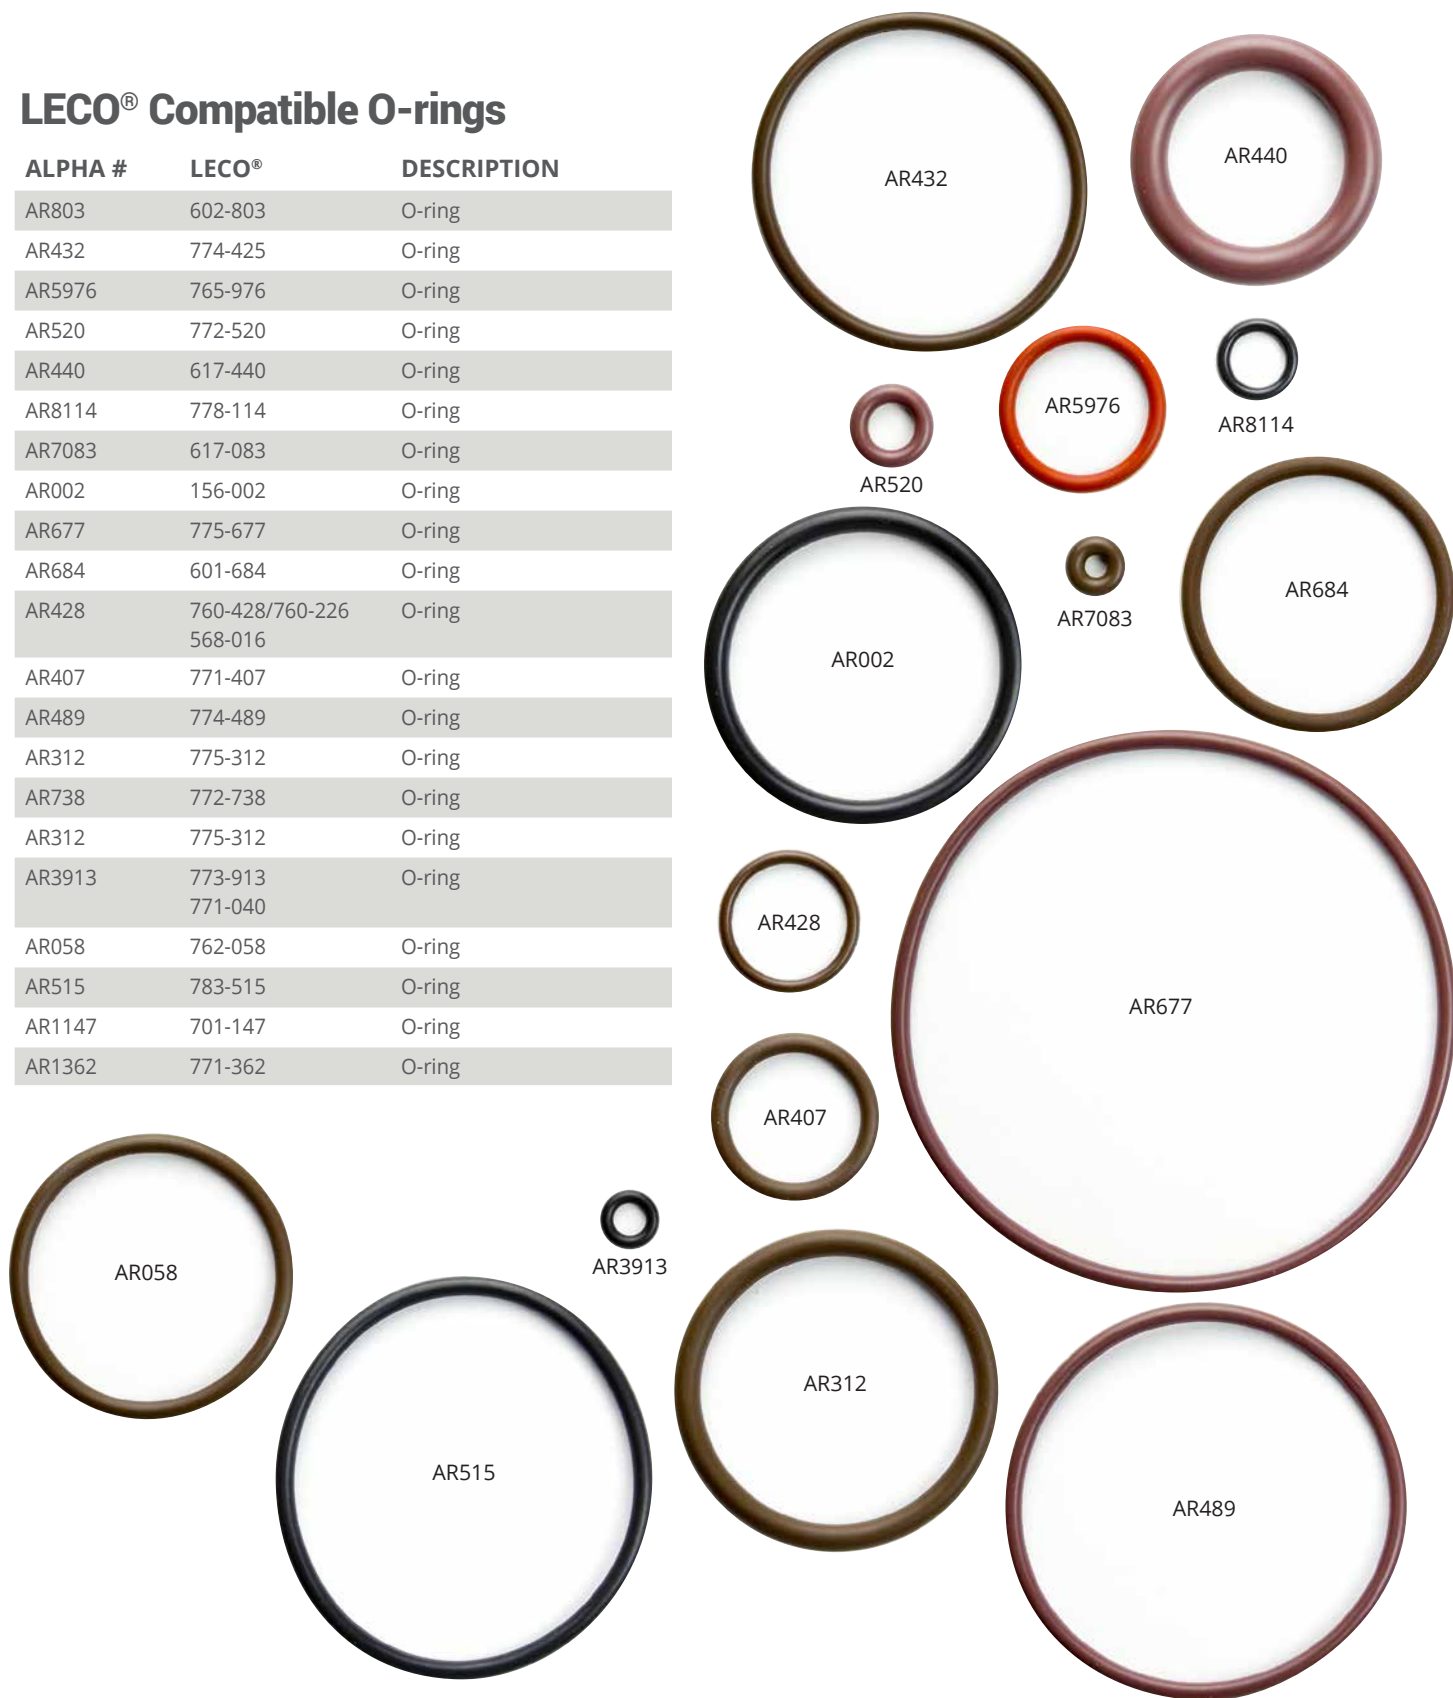 LECO® Compatible O-rings
ALPHA # LECO® DESCRIPTION
AR803 602-803 O-ring
AR432 774-425 O-ring
AR5976 765-976 O-ring
AR520 772-520 O-ring
AR440 617-440 O-ring
AR8114 778-114 O-ring
AR7083 617-083 O-ring
AR002 156-002 O-ring
AR677 775-677 O-ring
AR684 601-684 O-ring
AR428 760-428/760-226 O-ring
568-016
AR407 771-407 O-ring
AR489 774-489 O-ring
AR312 775-312 O-ring
AR738 772-738 O-ring
AR312 775-312 O-ring
AR3913 773-913 O-ring
771-040
AR058 762-058 O-ring
AR515 783-515 O-ring
AR1147 701-147 O-ring
AR1362 771-362 O-ring
AR432
AR440
AR5976
AR8114
AR520
AR7083
AR684
AR002
AR428
AR677
AR407
AR058
AR3913
AR312
AR515
AR489